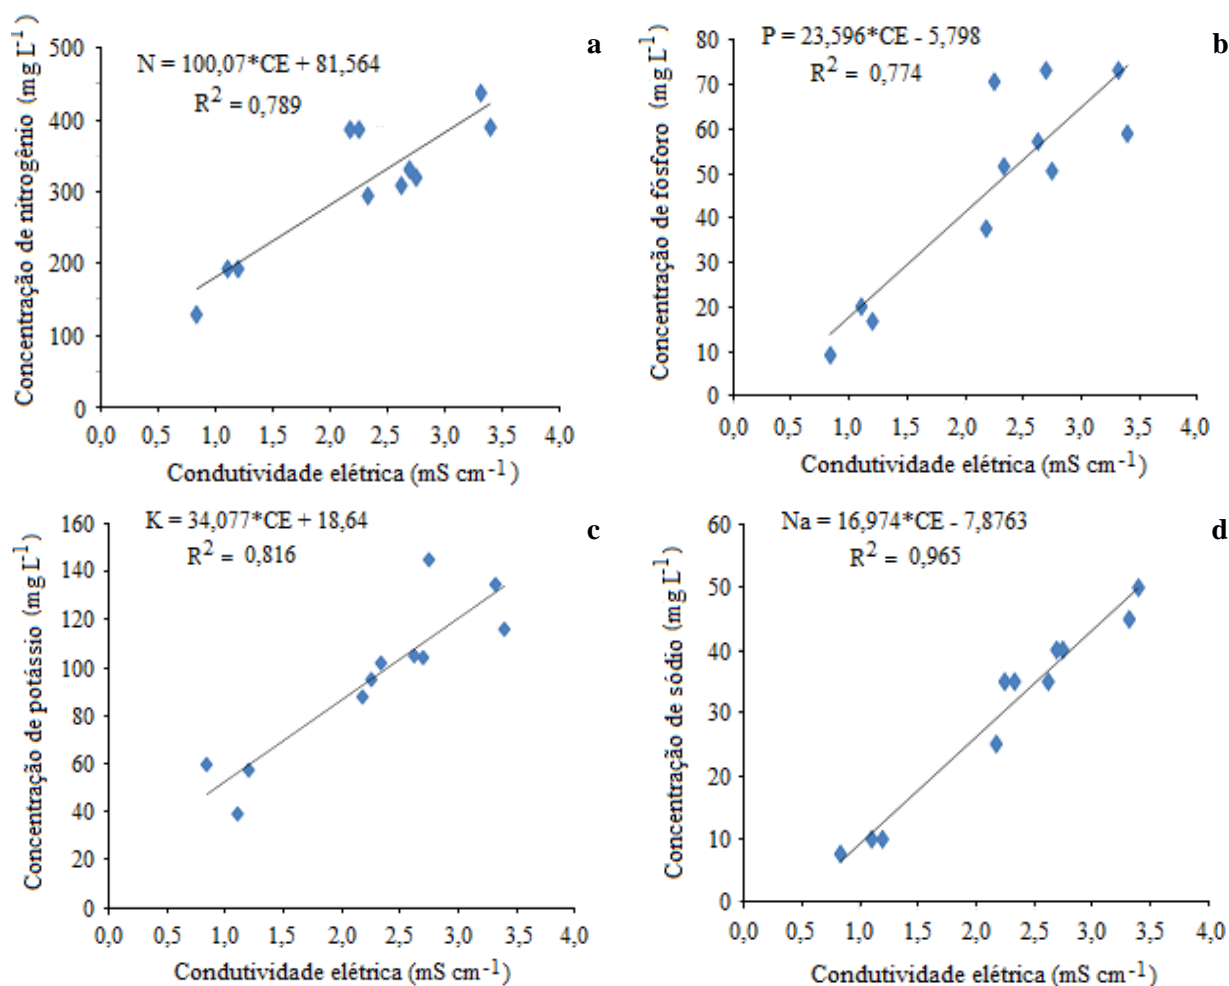 a
N = 100,07*CE + 81,564
R² = 0,789
Concentração de nitrogênio (mg L⁻¹)
500
400
300
200
100
0
0,0 0,5 1,0 1,5 2,0 2,5 3,0 3,5 4,0
Condutividade elétrica (mS cm⁻¹)
b
P = 23,596*CE - 5,798
R² = 0,774
Concentração de fósforo (mg L⁻¹)
80
70
60
50
40
30
20
10
0
0,0 0,5 1,0 1,5 2,0 2,5 3,0 3,5 4,0
Condutividade elétrica (mS cm⁻¹)
c
K = 34,077*CE + 18,64
R² = 0,816
Concentração de potássio (mg L⁻¹)
160
140
120
100
80
60
40
20
0
0,0 0,5 1,0 1,5 2,0 2,5 3,0 3,5 4,0
Condutividade elétrica (mS cm⁻¹)
d
Na = 16,974*CE - 7,8763
R² = 0,965
Concentração de sódio (mg L⁻¹)
60
50
40
30
20
10
0
0,0 0,5 1,0 1,5 2,0 2,5 3,0 3,5 4,0
Condutividade elétrica (mS cm⁻¹)